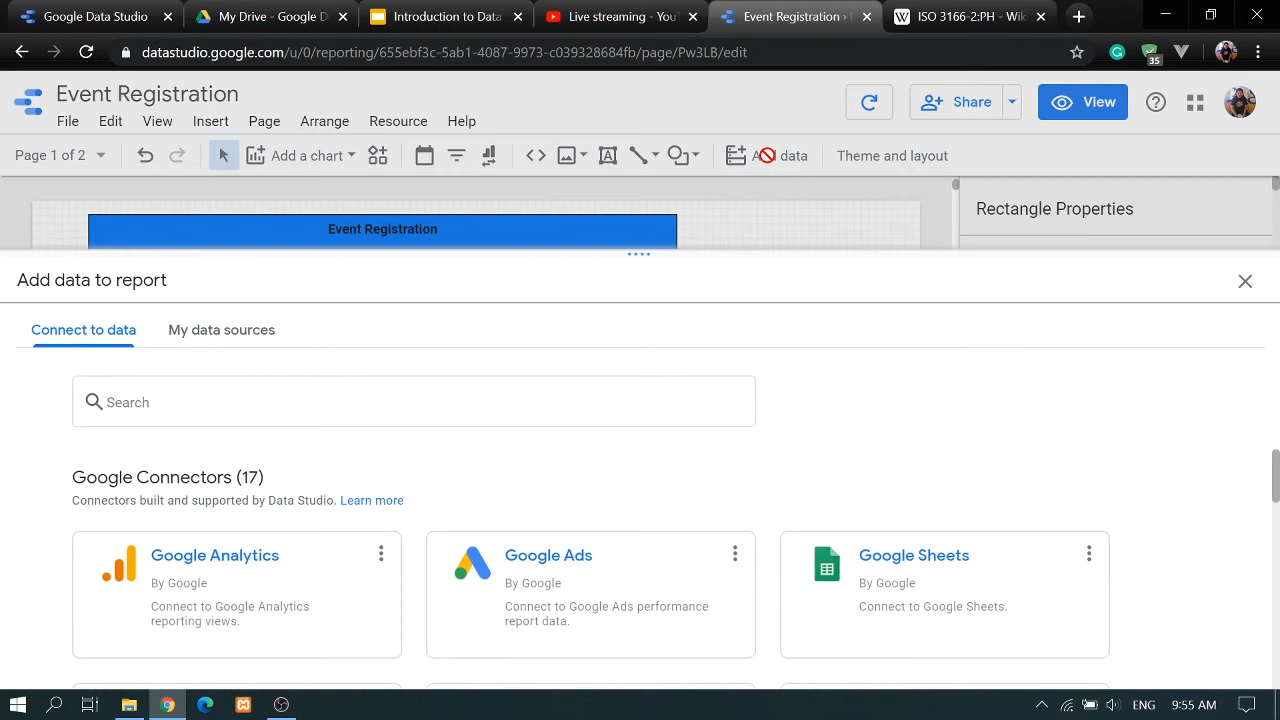 Google Data Studio
My Drive - Google D
Introduction to Data
Live streaming - You
Event Registration ›
ISO 3166-2:PH - Wik
datastudio.google.com/u/0/reporting/655ebf3c-5ab1-4087-9973-c039328684fb/page/Pw3LB/edit
35
Event Registration
Share
View
File Edit View Insert Page Arrange Resource Help
Page 1 of 2
Add a chart
data
Theme and layout
Event Registration
Rectangle Properties
Add data to report
Connect to data
My data sources
Search
Google Connectors (17)
Connectors built and supported by Data Studio. Learn more
Google Analytics
By Google
Connect to Google Analytics
reporting views.
Google Ads
By Google
Connect to Google Ads performance
report data.
Google Sheets
By Google
Connect to Google Sheets.
ENG
9:55 AM